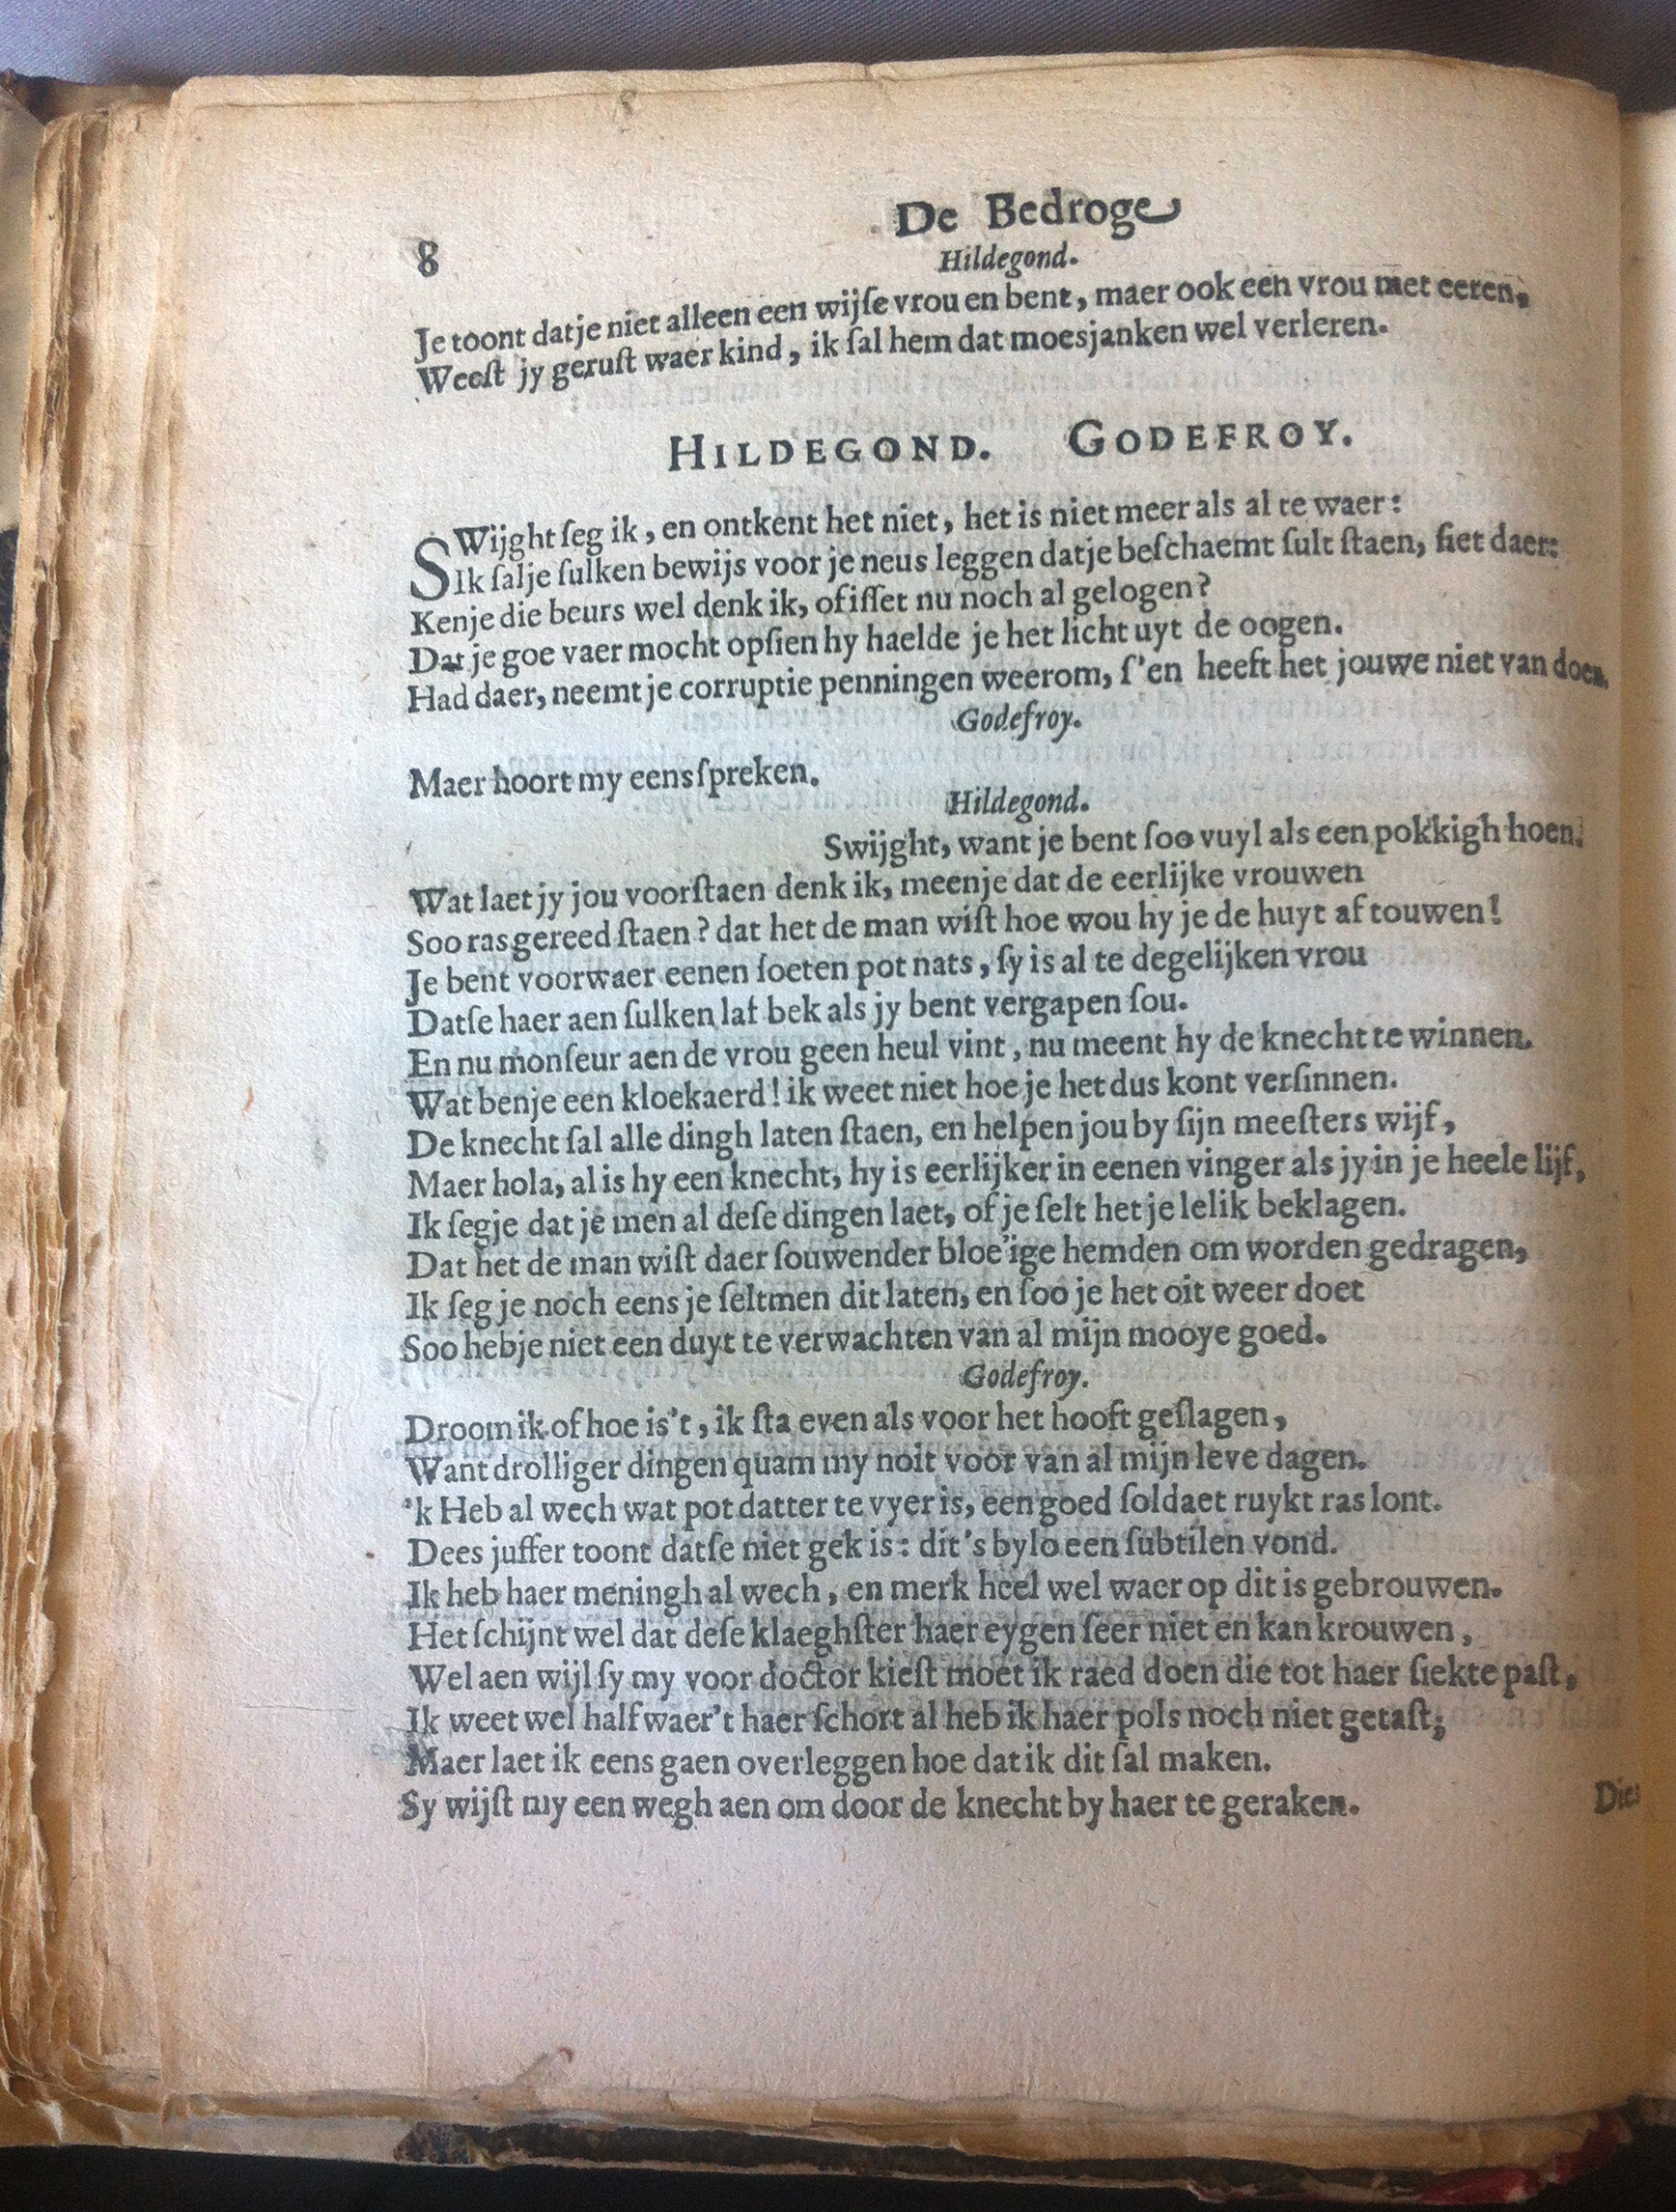 8
De Bedroge
Hildegond.
Je toont datje niet alleen een wijſe vrou en bent, maer ook een vrou met eeren,
Weeſt jy geruſt waer kind, ik ſal hem dat moesjanken wel verleren.
HILDEGOND. GODEFROY.
SWijght ſeg ik, en ontkent het niet, het is niet meer als al te waer:
Ik ſalje ſulken bewijs voor je neus leggen datje beſchaemt ſult ſtaen, ſiet daer:
Kenje die beurs wel denk ik, of iſſet nu noch al gelogen?
Dat je goe vaer mocht opſien hy haelde je het licht uyt de oogen.
Had daer, neemt je corruptie penningen weerom, ſ'en heeft het jouwe niet van doen.
Godefroy.
Maer hoort my eens ſpreken.
Hildegond.
Swijght, want je bent ſoo vuyl als een pokkigh hoen.
Wat laet jy jou voorſtaen denk ik, meenje dat de eerlijke vrouwen
Soo ras gereed ſtaen? dat het de man wiſt hoe wou hy je de huyt af touwen!
Je bent voorwaer eenen ſoeten pot nats, ſy is al te degelijken vrou
Datſe haer aen ſulken laf bek als jy bent vergapen ſou.
En nu monſeur aen de vrou geen heul vint, nu meent hy de knecht te winnen.
Wat benje een kloekaerd! ik weet niet hoe je het dus kont verſinnen.
De knecht ſal alle dingh laten ſtaen, en helpen jou by ſijn meeſters wijf,
Maer hola, al is hy een knecht, hy is eerlijker in eenen vinger als jy in je heele lijf,
Ik ſegje dat je men al deſe dingen laet, of je ſelt het je lelik beklagen.
Dat het de man wiſt daer ſouwender bloe'ige hemden om worden gedragen,
Ik ſeg je noch eens je ſeltmen dit laten, en ſoo je het oit weer doet
Soo hebje niet een duyt te verwachten van al mijn mooye goed.
Godefroy.
Droom ik of hoe is't, ik ſta even als voor het hooft geſlagen,
Want drolliger dingen quam my noit voor van al mijn leve dagen.
'k Heb al wech wat pot datter te vyer is, een goed ſoldaet ruykt ras lont.
Dees juffer toont datſe niet gek is: dit 's bylo een ſubtilen vond.
Ik heb haer meningh al wech, en merk heel wel waer op dit is gebrouwen.
Het ſchijnt wel dat deſe klaeghſter haer eygen ſeer niet en kan krouwen,
Wel aen wijl ſy my voor doctor kieſt moet ik raed doen die tot haer ſiekte paſt,
Ik weet wel half waer't haer ſchort al heb ik haer pols noch niet getaſt;
Maer laet ik eens gaen overleggen hoe dat ik dit ſal maken.
Sy wijſt my een wegh aen om door de knecht by haer te geraken.
Dies